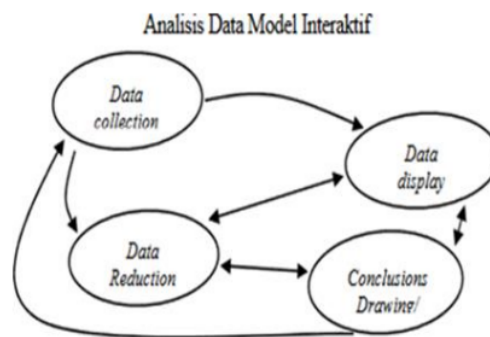 Analisis Data Model Interaktif
Data
collection
Data
display
Data
Reduction
Conclusions
Drawing/